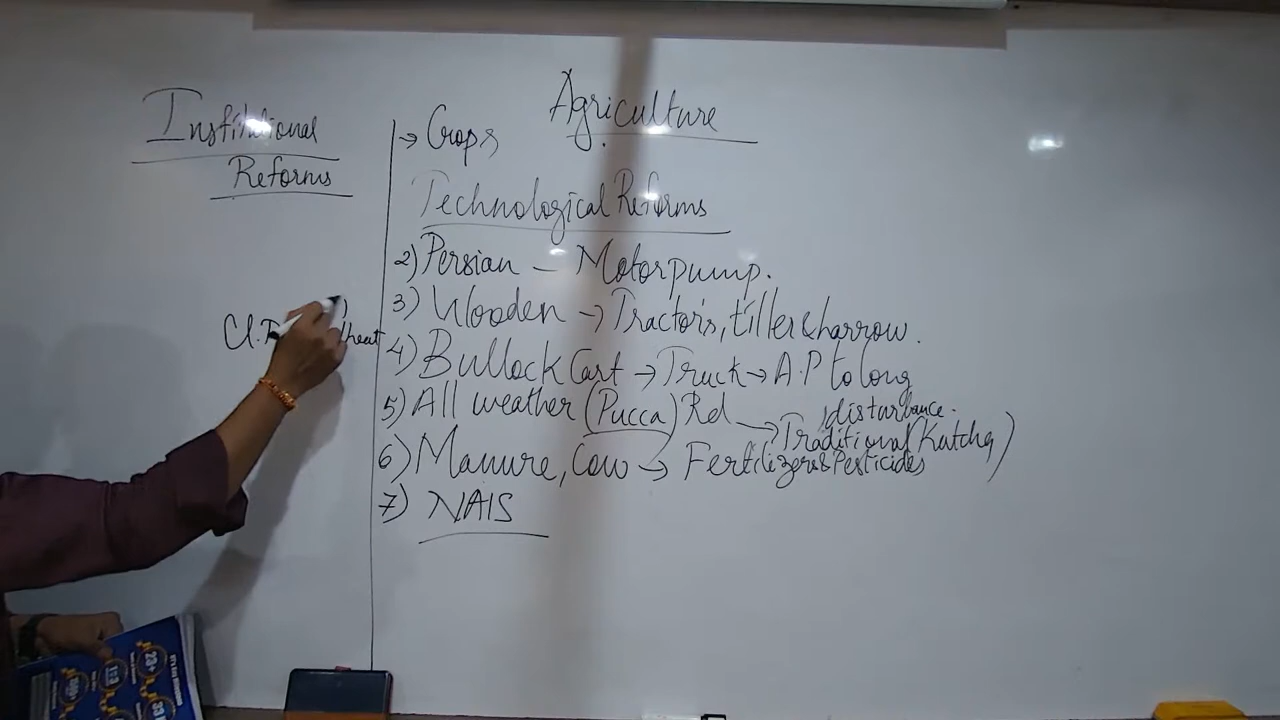 Institutional
Reforms
Agriculture
→ Crops
Technological Reforms
2) Persian – Motorpump.
3) Wooden → Tractors, tiller & harrow.
4) Bullock Cart → Truck → A.P to long
disturbance.
5) All weather (Pucca) Rd → Traditional (Katcha)
6) Manure, Cow → Fertilizers & Pesticides
7) NAIS